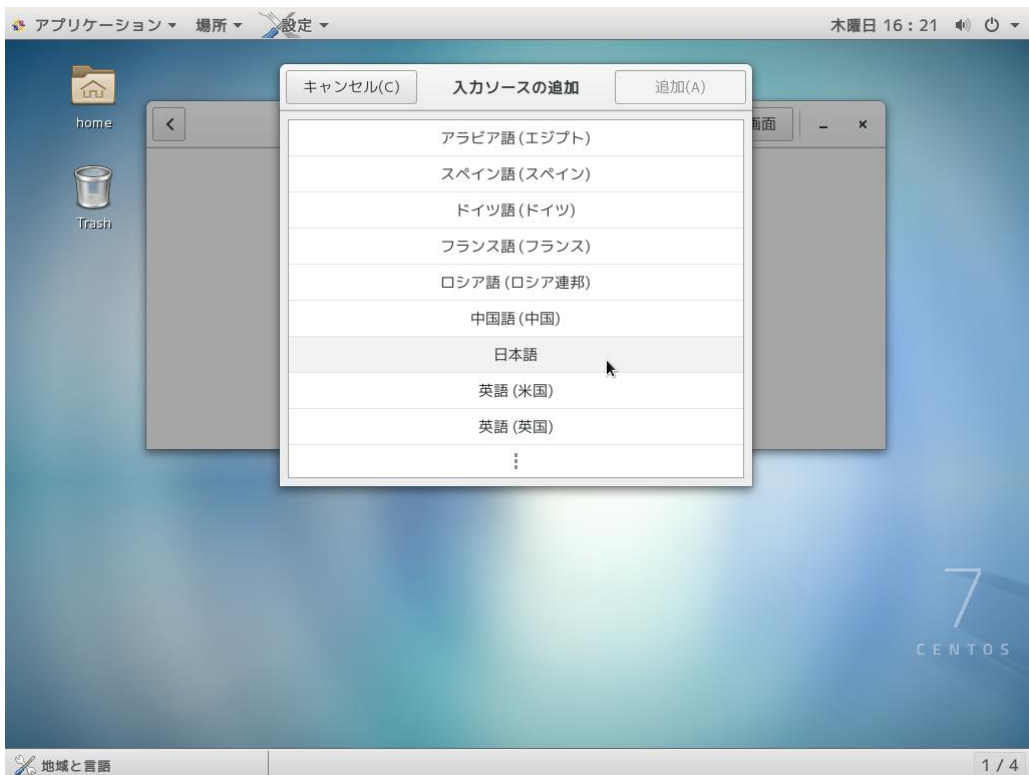 アプリケーション 場所 設定 木曜日 16：21
home
Trash
キャンセル(C) 入力ソースの追加 追加(A)
画面
アラビア語 (エジプト)
スペイン語 (スペイン)
ドイツ語 (ドイツ)
フランス語 (フランス)
ロシア語 (ロシア連邦)
中国語 (中国)
日本語
英語 (米国)
英語 (英国)
7
CENTOS
地域と言語 1 / 4